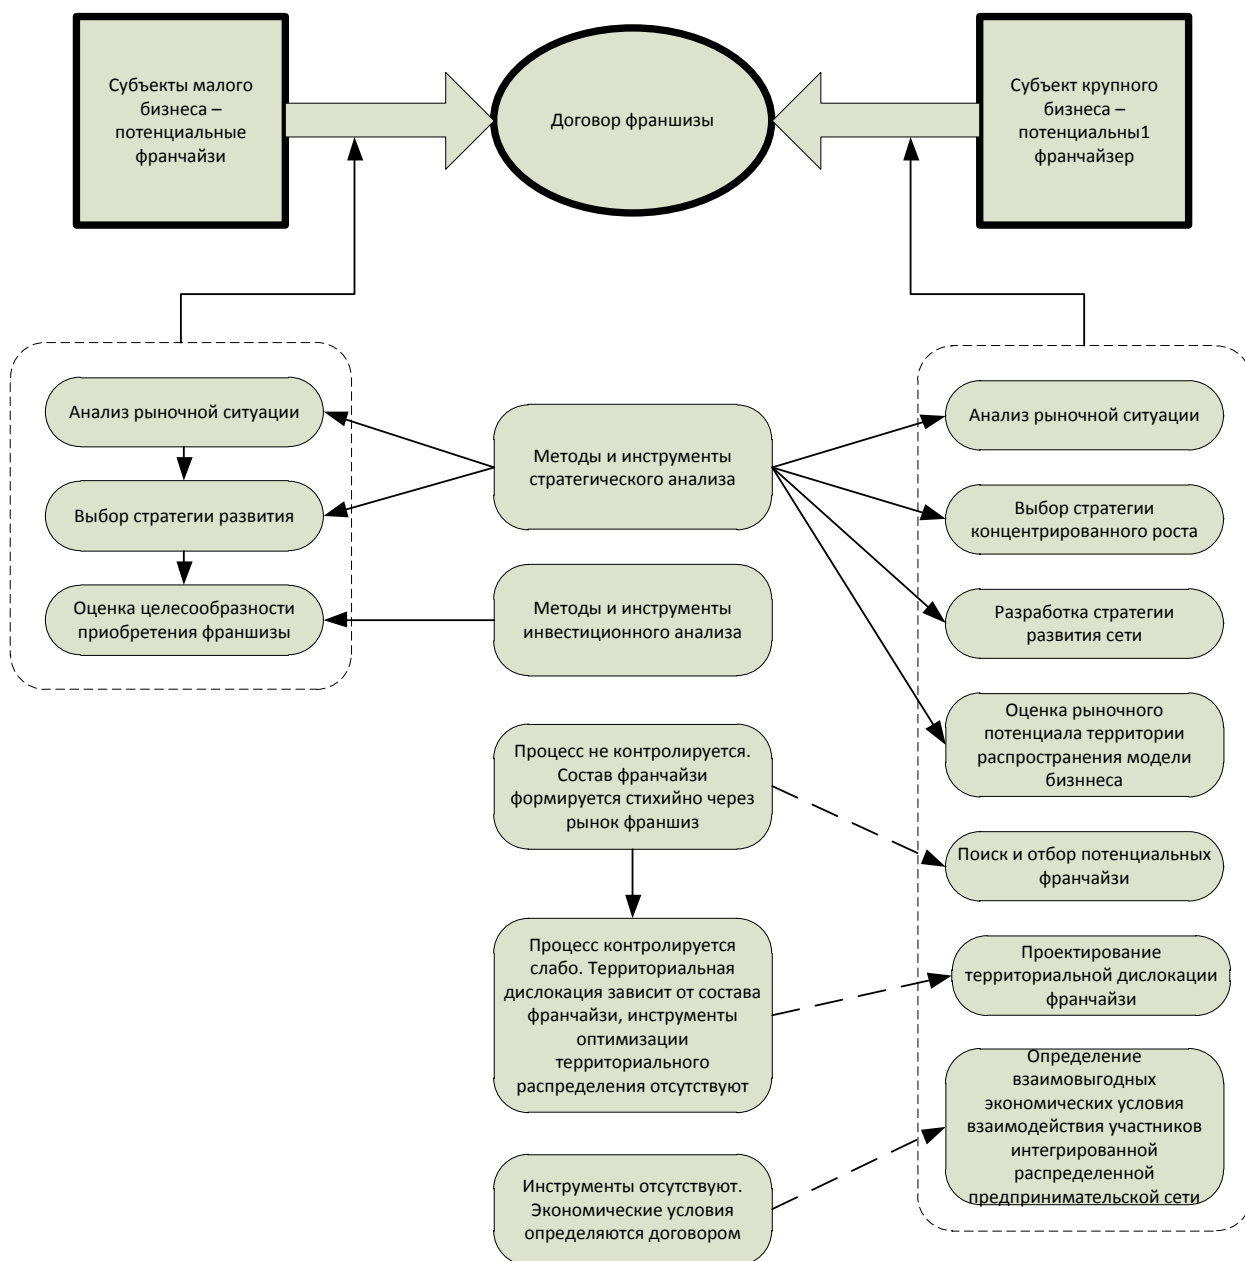 Субъекты малого
бизнеса –
потенциальные
франчайзи
Договор франшизы
Субъект крупного
бизнеса –
потенциальны1
франчайзер
Анализ рыночной ситуации
Выбор стратегии развития
Оценка целесообразности
приобретения франшизы
Методы и инструменты
стратегического анализа
Методы и инструменты
инвестиционного анализа
Процесс не контролируется.
Состав франчайзи
формируется стихийно через
рынок франшиз
Процесс контролируется
слабо. Территориальная
дислокация зависит от состава
франчайзи, инструменты
оптимизации
территориального
распределения отсутствуют
Инструменты отсутствуют.
Экономические условия
определяются договором
Анализ рыночной ситуации
Выбор стратегии
концентрированного роста
Разработка стратегии
развития сети
Оценка рыночного
потенциала территории
распространения модели
бизннеса
Поиск и отбор потенциальных
франчайзи
Проектирование
территориальной дислокации
франчайзи
Определение
взаимовыгодных
экономических условия
взаимодействия участников
интегрированной
распределенной
предпринимательской сети